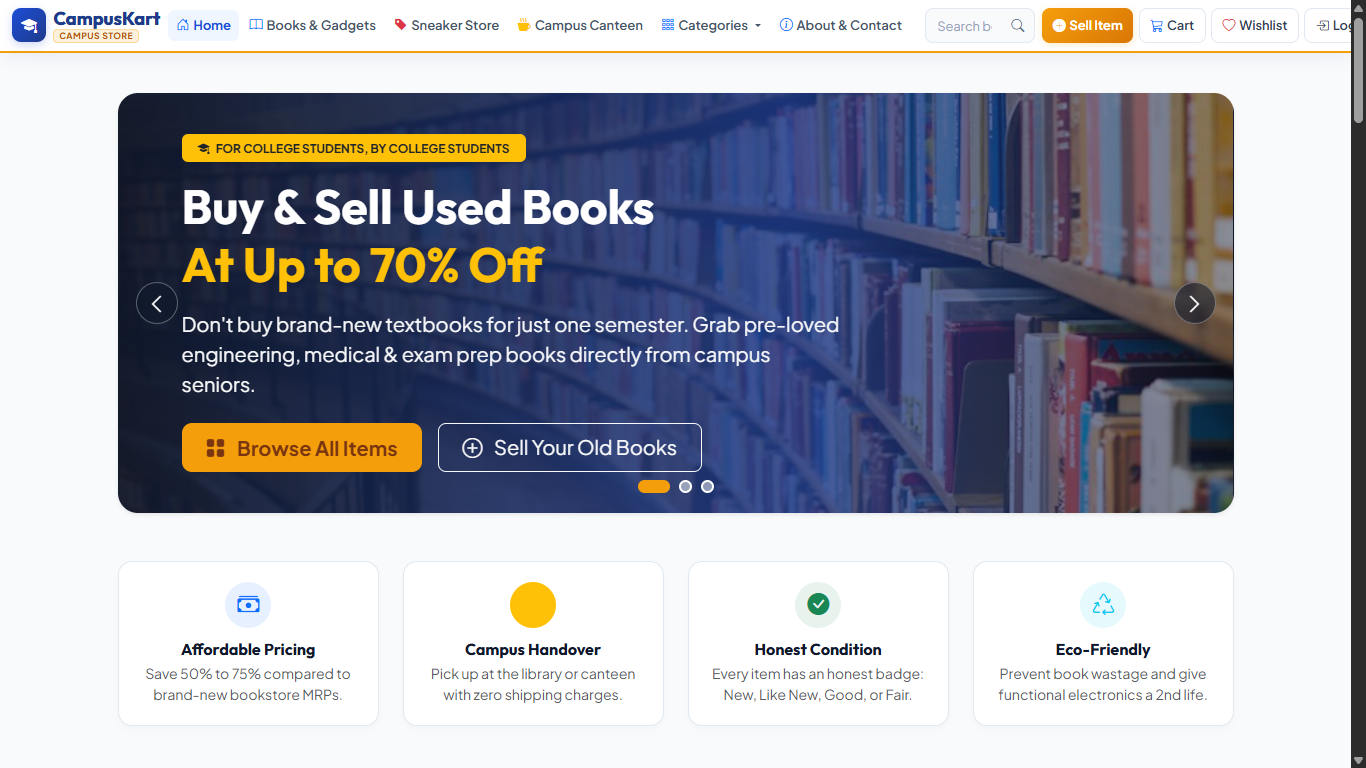 CampusKart
CAMPUS STORE
Home
Books & Gadgets
Sneaker Store
Campus Canteen
Categories
About & Contact
Search
Sell Item
Cart
Wishlist
FOR COLLEGE STUDENTS, BY COLLEGE STUDENTS
Buy & Sell Used Books
At Up to 70% Off
Don't buy brand-new textbooks for just one semester. Grab pre-loved
engineering, medical & exam prep books directly from campus
seniors.
Browse All Items
Sell Your Old Books
Affordable Pricing
Save 50% to 75% compared to
brand-new bookstore MRPs.
Campus Handover
Pick up at the library or canteen
with zero shipping charges.
Honest Condition
Every item has an honest badge:
New, Like New, Good, or Fair.
Eco-Friendly
Prevent book wastage and give
functional electronics a 2nd life.